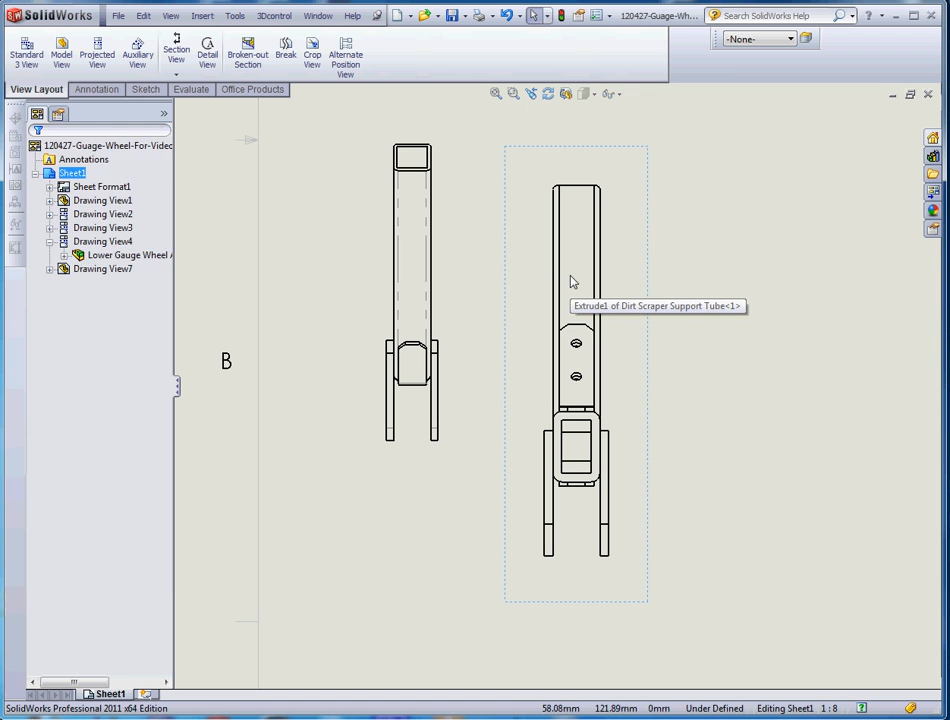 SolidWorks
File Edit View Insert Tools 3Dcontrol Window Help
120427-Guage-Wh...
Search SolidWorks Help
Standard 3 View
Model View
Projected View
Auxiliary View
Section View
Detail View
Broken-out Section
Break
Crop View
Alternate Position View
-None-
View Layout Annotation Sketch Evaluate Office Products
120427-Guage-Wheel-For-Videc
A Annotations
Sheet1
Sheet Format1
Drawing View1
Drawing View2
Drawing View3
Drawing View4
Lower Gauge Wheel A
Drawing View7
B
Extrude1 of Dirt Scraper Support Tube<1>
Sheet1
SolidWorks Professional 2011 x64 Edition
58.08mm 121.89mm 0mm Under Defined Editing Sheet1 1 : 8